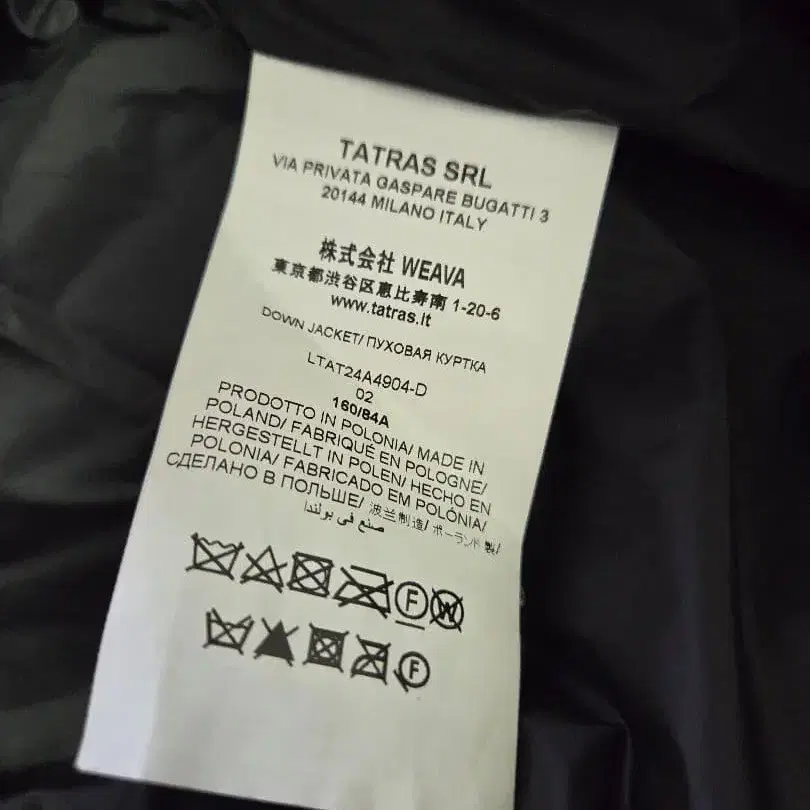 TATRAS SRL
VIA PRIVATA GASPARE BUGATTI 3
20144 MILANO ITALY
株式会社 WEAVA
東京都渋谷区恵比寿南 1-20-6
www.tatras.it
DOWN JACKET/ ПУХОВАЯ КУРТКА
LTAT24A4904-D
02
160/84A
PRODOTTO IN POLONIA/ MADE IN
POLAND/ FABRIQUÉ EN POLOGNE/
HERGESTELLT IN POLEN/ HECHO EN
POLONIA/ FABRICADO EM POLÓNIA/
СДЕЛАНО В ПОЛЬШЕ/ 波兰制造/ ポーランド製/
صنع في بولندا
F W
F